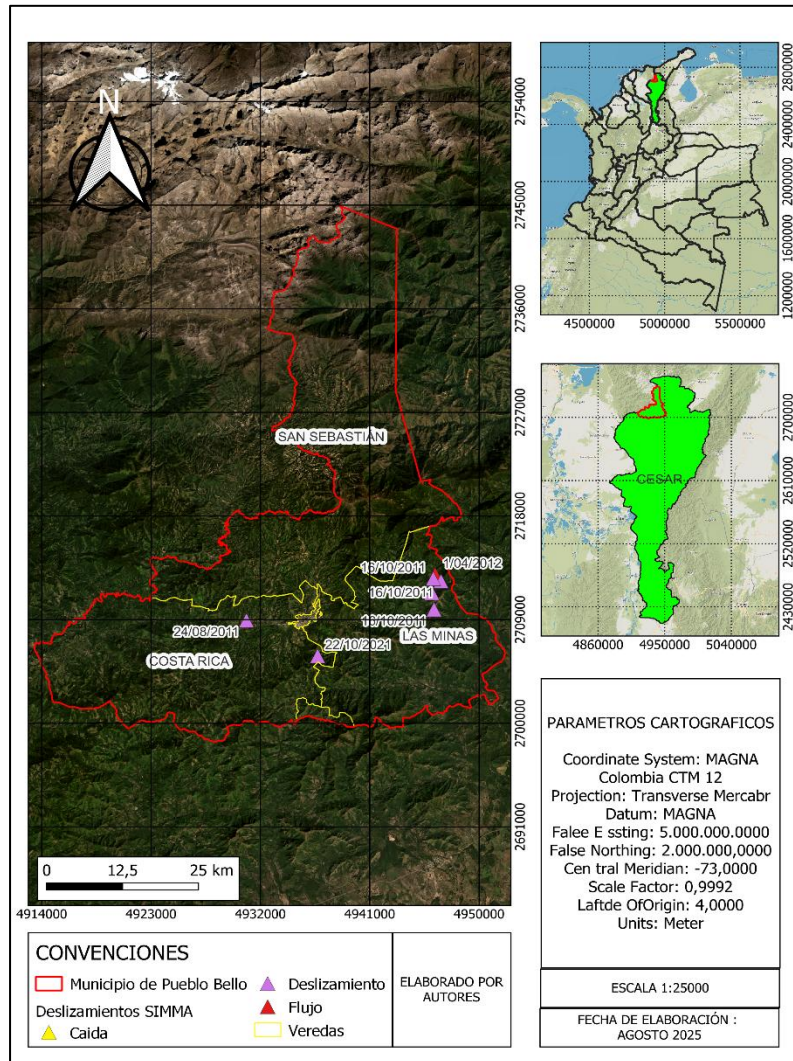 N
SAN SEBASTIÁN
16/10/2011
1/04/2012
16/10/2011
16/10/2011
LAS MINAS
24/08/2011
COSTA RICA
22/10/2021
0 12,5 25 km
4914000 4923000 4932000 4941000 4950000
2754000
2745000
2736000
2727000
2718000
2709000
2700000
2691000
2800000
2400000
2000000
1600000
1200000
4500000 5000000 5500000
CESAR
2700000
2610000
2520000
2430000
4860000 4950000 5040000
PARAMETROS CARTOGRAFICOS
Coordinate System: MAGNA
Colombia CTM 12
Projection: Transverse Mercabr
Datum: MAGNA
Falee E ssting: 5.000.000.0000
False Northing: 2.000.000,0000
Cen tral Meridian: -73,0000
Scale Factor: 0,9992
Laftde OfOrigin: 4,0000
Units: Meter
ESCALA 1:25000
FECHA DE ELABORACIÓN :
AGOSTO 2025
CONVENCIONES
Municipio de Pueblo Bello
Deslizamientos SIMMA
Caida
Deslizamiento
Flujo
Veredas
ELABORADO POR
AUTORES